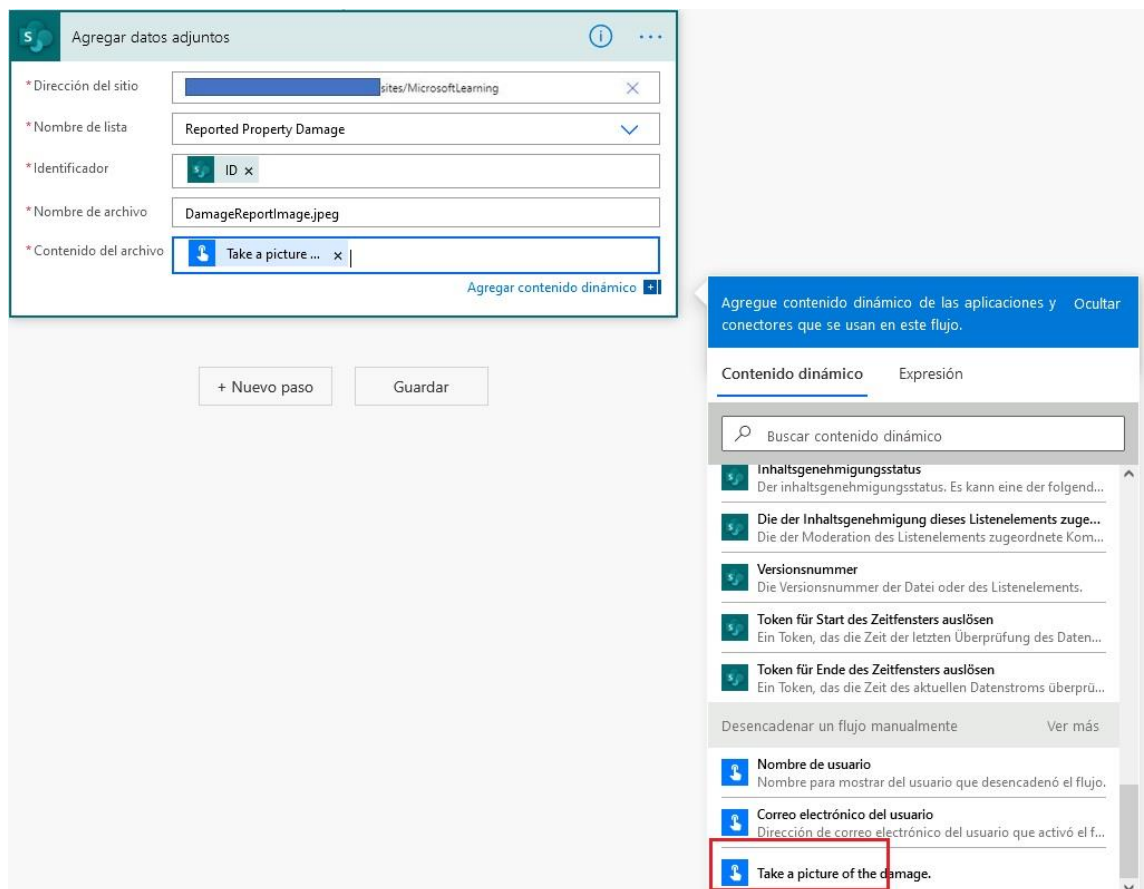 Agregar datos adjuntos
*Dirección del sitio
sites/MicrosoftLearning
*Nombre de lista
Reported Property Damage
*Identificador
ID
*Nombre de archivo
DamageReportImage.jpeg
*Contenido del archivo
Take a picture ...
Agregar contenido dinámico
+ Nuevo paso
Guardar
Agregue contenido dinámico de las aplicaciones y
conectores que se usan en este flujo.
Ocultar
Contenido dinámico
Expresión
Buscar contenido dinámico
Inhaltsgenehmigungsstatus
Der inhaltsgenehmigungsstatus. Es kann eine der folgend...
Die der Inhaltsgenehmigung dieses Listenelements zuge...
Die der Moderation des Listenelements zugeordnete Kom...
Versionsnummer
Die Versionsnummer der Datei oder des Listenelements.
Token für Start des Zeitfensters auslösen
Ein Token, das die Zeit der letzten Überprüfung des Daten...
Token für Ende des Zeitfensters auslösen
Ein Token, das die Zeit des aktuellen Datenstroms überprü...
Desencadenar un flujo manualmente
Ver más
Nombre de usuario
Nombre para mostrar del usuario que desencadenó el flujo.
Correo electrónico del usuario
Dirección de correo electrónico del usuario que activó el f...
Take a picture of the damage.